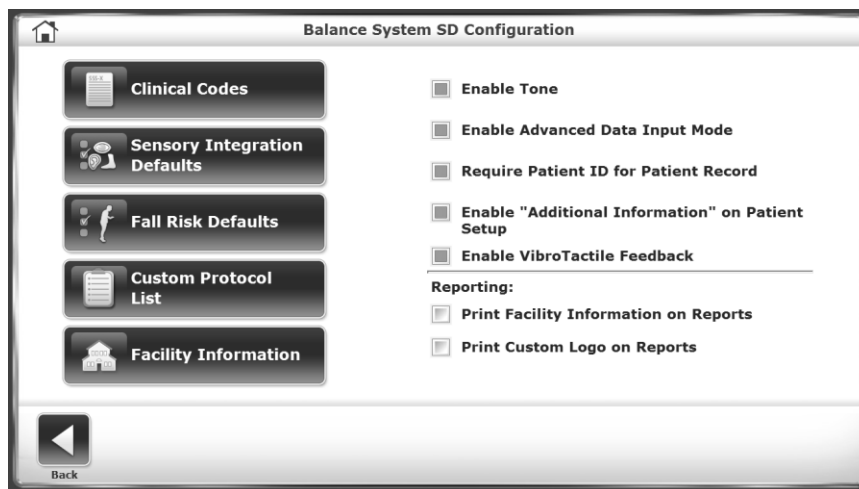 Balance System SD Configuration
Clinical Codes
Sensory Integration
Defaults
Fall Risk Defaults
Custom Protocol
List
Facility Information
Enable Tone
Enable Advanced Data Input Mode
Require Patient ID for Patient Record
Enable "Additional Information" on Patient
Setup
Enable VibroTactile Feedback
Reporting:
Print Facility Information on Reports
Print Custom Logo on Reports
Back